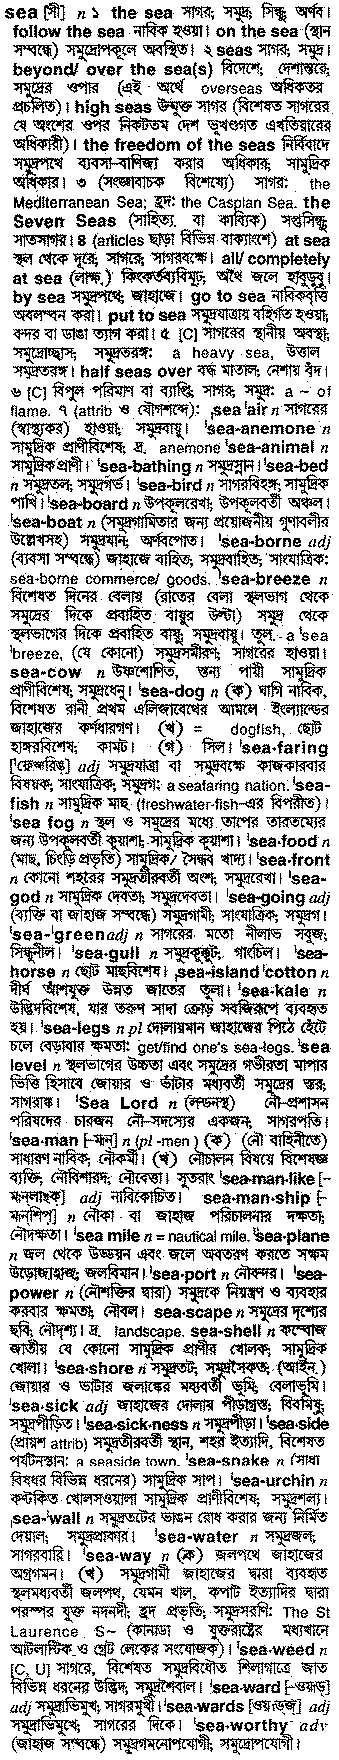 sea [সী] n ১ the sea সাগর; সমুদ্র; সিন্ধু; অর্ণব।
follow the sea নাবিক হওয়া। on the sea (স্থান
সম্বন্ধে) সমুদ্রোপকূলে অবস্থিত। ২ seas সাগর; সমুদ্র।
beyond/ over the sea(s) বিদেশে; দেশান্তরে;
সমুদ্রের ওপার (এই অর্থে overseas অধিকতর
প্রচলিত)। high seas উন্মুক্ত সাগর (বিশেষত সাগরের
যে অংশের ওপর নিকটতম দেশ ভূখণ্ডগত এখতিয়ারের
অধিকারী)। the freedom of the seas নির্বিবাদে
সমুদ্রপথে ব্যবসা-বাণিজ্য করার অধিকার; সামুদ্রিক
অধিকার। ৩ (সংজ্ঞাবাচক বিশেষ্যে) সাগর: the
Mediterranean Sea; হ্রদ: the Caspian Sea. the
Seven Seas (সাহিত্য. বা কাব্যিক) সপ্তসিন্ধু;
সাতসাগর। ৪ (articles ছাড়া বিভিন্ন বাক্যাংশে) at sea
স্থল থেকে দূরে; সাগরে; সাগরবক্ষে। all/ completely
at sea (লাক্ষ.) কিংকর্তব্যবিমূঢ়; অথৈ জলে হাবুডুবু।
by sea সমুদ্রপথে; জাহাজে। go to sea নাবিকবৃত্তি
অবলম্বন করা। put to sea সমুদ্রযাত্রায় বহির্গত হওয়া;
বন্দর বা ডাঙা ত্যাগ করা। ৫ [C] সাগরের স্থানীয় অবস্থা;
সমুদ্রোচ্ছ্বাস; সমুদ্রতরঙ্গ: a heavy sea, উত্তাল
সমুদ্রতরঙ্গ। half seas over বদ্ধ মাতাল; নেশায় বুঁদ।
৬ [C] বিপুল পরিমাণ বা ব্যাপ্তি; সাগর; সমুদ্র: a ~ of
flame. ৭ (attrib ও যৌগশব্দে): ˌsea ˈair n সাগরের
(স্বাস্থ্যকর) হাওয়া; সমুদ্রবায়ু। ˈsea-anemone n
সামুদ্রিক প্রাণীবিশেষ; দ্র. anemone ˈsea-animal n
সামুদ্রিক প্রাণী। ˈsea-bathing n সমুদ্রস্নান। ˈsea-bed
n সমুদ্রতল; সমুদ্রগর্ভ। ˈsea-bird n সাগরবিহঙ্গ; সামুদ্রিক
পাখি। ˈsea-board n উপকূলরেখা; উপকূলবর্তী অঞ্চল।
ˈsea-boat n (সমুদ্রগামিতার জন্য প্রয়োজনীয় গুণাবলীর
উল্লেখসহ) সমুদ্রযান; অর্ণবপোত। ˈsea-borne adj
(ব্যবসা সম্বন্ধে) জাহাজে বাহিত; সমুদ্রবাহিত; সাংযাত্রিক:
sea-borne commerce/ goods. ˈsea-breeze n
বিশেষত দিনের বেলায় (রাতের বেলা স্থলভাগ থেকে
সমুদ্রের দিকে প্রবাহিত বায়ুর উল্টা) সমুদ্র থেকে
স্থলভাগের দিকে প্রবাহিত বায়ু; সমুদ্রবায়ু। তুল. a ˈsea
ˈbreeze, (যে কোনো) সমুদ্রসমীরণ; সাগরের হাওয়া।
sea-cow n উষ্ণশোণিত, স্তন্য পায়ী সামুদ্রিক
প্রাণীবিশেষ; সমুদ্রধেনু। ˈsea-dog n (ক) ঘাগি নাবিক,
বিশেষত রানী প্রথম এলিজাবেথের আমলে ইংল্যান্ডের
জাহাজের কর্ণধারগণ। (খ) = dogfish, ছোট
হাঙ্গরবিশেষ; কামট। (গ) সিল। ˈsea-faring
[ˈফেঅরিঙ্] adj সমুদ্রযাত্রা বা সমুদ্রবক্ষে কাজকারবার
বিষয়ক; সাংযাত্রিক; সমুদ্রগ: a seafaring nation. ˈsea-
fish n সামুদ্রিক মাছ (freshwater-fish-এর বিপরীত)।
ˈsea fog n স্থল ও সমুদ্রের মধ্যে তাপের তারতম্যের
জন্য উপকূলবর্তী কুয়াশা; সামুদ্রিক কুয়াশা। ˈsea-food n
(মাছ, চিংড়ি প্রভৃতি) সামুদ্রিক/ সৈন্ধব খাদ্য। ˈsea-front
n কোনো শহরের সমুদ্রতীরবর্তী অংশ; সমুদ্ররেখা। ˈsea-
god n সামুদ্রিক দেবতা; সমুদ্রদেবতা। ˈsea-going adj
(ব্যক্তি বা জাহাজ সম্বন্ধে) সমুদ্রগামী; সাংযাত্রিক; সমুদ্রগ।
ˈsea-ˈgreen adj n সাগরের মতো নীলাভ সবুজ;
সিন্ধুনীল। ˈsea-gull n সমুদ্রকুক্কুট; গাংচিল। ˈsea-
horse n ছোট মাছবিশেষ। ˌsea-island ˈcotton n
দীর্ঘ আঁশযুক্ত উন্নত জাতের তুলা। ˈsea-kale n
উদ্ভিদবিশেষ, যার তরুণ সাদা ক্রোড় সবজিরূপে ব্যবহৃত
হয়। ˈsea-legs n pl দোলায়মান জাহাজের পিঠে হেঁটে
চলে বেড়াবার ক্ষমতা: get/find one's sea-legs. ˈsea
level n স্থলভাগের উচ্চতা এবং সমুদ্রের গভীরতা মাপার
ভিত্তি হিসাবে জোয়ার ও ভাঁটার মধ্যবর্তী সমুদ্রের স্তর;
সাগরাঙ্ক। ˈSea Lord n (লন্ডনস্থ) নৌ-প্রশাসন
পরিষদের চারজন নৌ-সদস্যের একজন; সাগরপতি।
ˈsea-man [–মন্] n (pl -men ) (ক) (নৌ বাহিনীতে)
সাধারণ নাবিক; নৌকর্মী। (খ) নৌচালন বিষয়ে বিশেষজ্ঞ
ব্যক্তি, নৌবিশারদ; নৌবেত্তা। সুতরাং ˈsea-man-like [–
মন্লাইক্] adj নাবিকোচিত। sea-man-ship [–
মন্শিপ্] n নৌকা বা জাহাজ পরিচালনার দক্ষতা;
নৌদক্ষতা। ˈsea mile n = nautical mile. ˈsea-plane
n জল থেকে উড্ডয়ন এবং জলে অবতরণ করতে সক্ষম
উড়োজাহাজ; জলবিমান। ˈsea-port n নৌবন্দর। ˈsea-
power n (নৌশক্তির দ্বারা) সমুদ্রকে নিয়ন্ত্রণ ও ব্যবহার
করবার ক্ষমতা; নৌবল। sea-scape n সমুদ্রের দৃশ্যের
ছবি; নৌদৃশ্য। দ্র. landscape. sea-shell n কম্বোজ
জাতীয় যে কোনো সামুদ্রিক প্রাণীর খোলক; সামুদ্রিক
খোলা। ˈsea-shore n সমুদ্রতট; সমুদ্রসৈকত; (আইন.)
জোয়ার ও ভাটার জলাঙ্কের মধ্যবর্তী ভূমি; বেলাভূমি।
ˈsea-sick adj জাহাজের দোলায় পীড়াগ্রস্ত; বিবমিষু;
সমুদ্রপীড়িত। ˈsea-sick-ness n সমুদ্রপীড়া। ˈsea-side
(প্রায়শ attrib) সমুদ্রতীরবর্তী স্থান, শহর ইত্যাদি, বিশেষত
পর্যটনস্থান: a seaside town. ˈsea-snake n (সাধা
বিষধর বিভিন্ন ধরনের) সামুদ্রিক সাপ। ˈsea-urchin n
কণ্টকিত খোলসওয়ালা সামুদ্রিক প্রাণীবিশেষ; সমুদ্রশল্য।
ˌsea-ˈwall n সমুদ্রতটের ভাঙন রোধ করার জন্য নির্মিত
দেয়াল; সমুদ্রপ্রাকার। ˈsea-water n সমুদ্রজল;
সাগরবারি। ˈsea-way n (ক) জলপথে জাহাজের
অগ্রগমন। (খ) সমুদ্রগামী জাহাজের দ্বারা ব্যবহৃত
স্থলমধ্যবর্তী জলপথ, যেমন খাল, কপাট ইত্যাদির দ্বারা
পরস্পর যুক্ত নদনদী; হ্রদ প্রভৃতি; সমুদ্রসরণি: The St
Laurence S~ (কানাডা ও যুক্তরাষ্ট্রের মধ্যখানে
আটলান্টিক ও গ্রেট লেকের সংযোজক)। ˈsea-weed n
[C, U] সাগরে, বিশেষত সমুদ্রবিধৌত শিলাগাত্রে জাত
বিভিন্ন ধরনের উদ্ভিদ, সমুদ্রশৈবাল। ˈsea-ward [–ওয়াড্]
adj সমুদ্রাভিমুখ; সাগরমুখী। ˈsea-wards [ওয়াড্জ্] adj
সমুদ্রাভিমুখে; সাগরের দিকে। ˈsea-worthy adv
(জাহাজ সম্বন্ধে) সমুদ্রগমনোপযোগী; সমুদ্রোপযোগী।